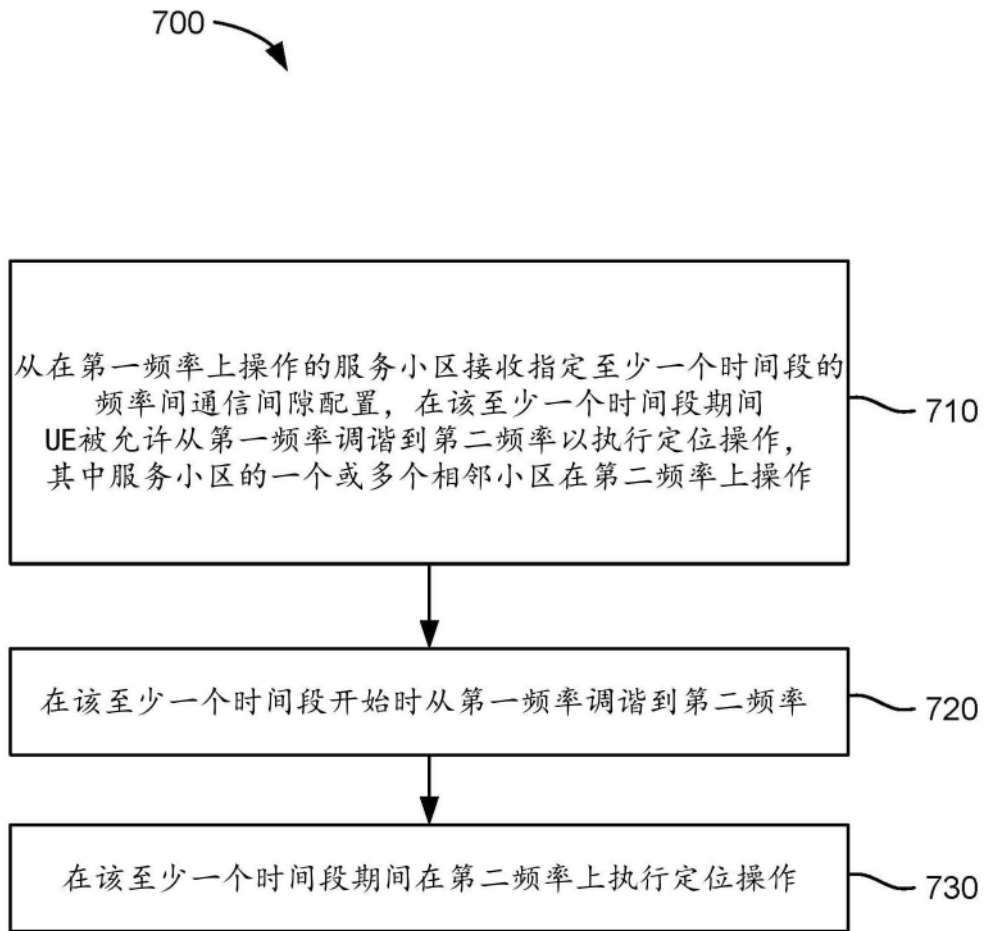 700
从在第一频率上操作的服务小区接收指定至少一个时间段的
频率间通信间隙配置，在该至少一个时间段期间
UE被允许从第一频率调谐到第二频率以执行定位操作，
其中服务小区的一个或多个相邻小区在第二频率上操作
710
在该至少一个时间段开始时从第一频率调谐到第二频率
720
在该至少一个时间段期间在第二频率上执行定位操作
730